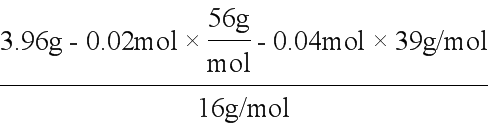 3.96g - 0.02mol × 56g/mol - 0.04mol × 39g/mol
16g/mol